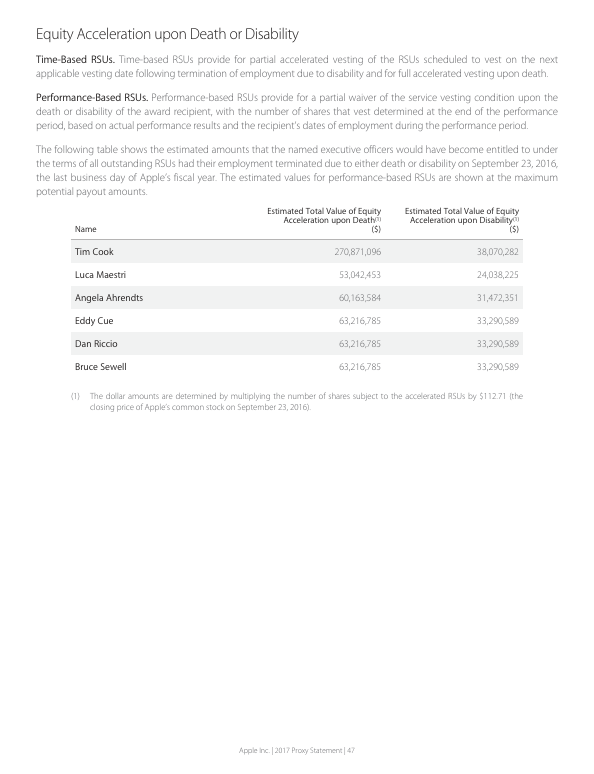 Equity Acceleration upon Death or Disability
Time-Based RSUs. Time-based RSUs provide for partial accelerated vesting of the RSUs scheduled to vest on the next
applicable vesting date following termination of employment due to disability and for full accelerated vesting upon death.
Performance-Based RSUs. Performance-based RSUs provide for a partial waiver of the service vesting condition upon the
death or disability of the award recipient, with the number of shares that vest determined at the end of the performance
period, based on actual performance results and the recipient's dates of employment during the performance period.
The following table shows the estimated amounts that the named executive officers would have become entitled to under
the terms of all outstanding RSUs had their employment terminated due to either death or disability on September 23, 2016,
the last business day of Apple's fiscal year. The estimated values for performance-based RSUs are shown at the maximum
potential payout amounts.
Name
Estimated Total Value of Equity
Acceleration upon Death(1)
($)
Estimated Total Value of Equity
Acceleration upon Disability(1)
($)
Tim Cook 270,871,096 38,070,282
Luca Maestri 53,042,453 24,038,225
Angela Ahrendts 60,163,584 31,472,351
Eddy Cue 63,216,785 33,290,589
Dan Riccio 63,216,785 33,290,589
Bruce Sewell 63,216,785 33,290,589
(1) The dollar amounts are determined by multiplying the number of shares subject to the accelerated RSUs by $112.71 (the
closing price of Apple's common stock on September 23, 2016).
Apple Inc. | 2017 Proxy Statement | 47